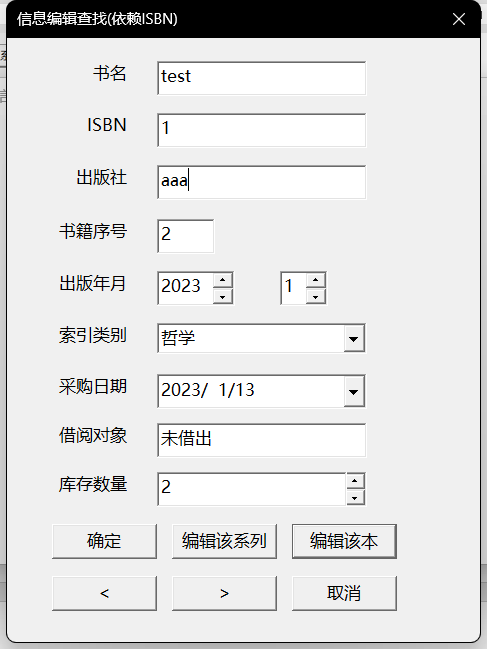 信息编辑查找(依赖ISBN)
书名 test
ISBN 1
出版社 aaa
书籍序号 2
出版年月 2023 1
索引类别 哲学
采购日期 2023/ 1/13
借阅对象 未借出
库存数量 2
确定 编辑该系列 编辑该本
< > 取消